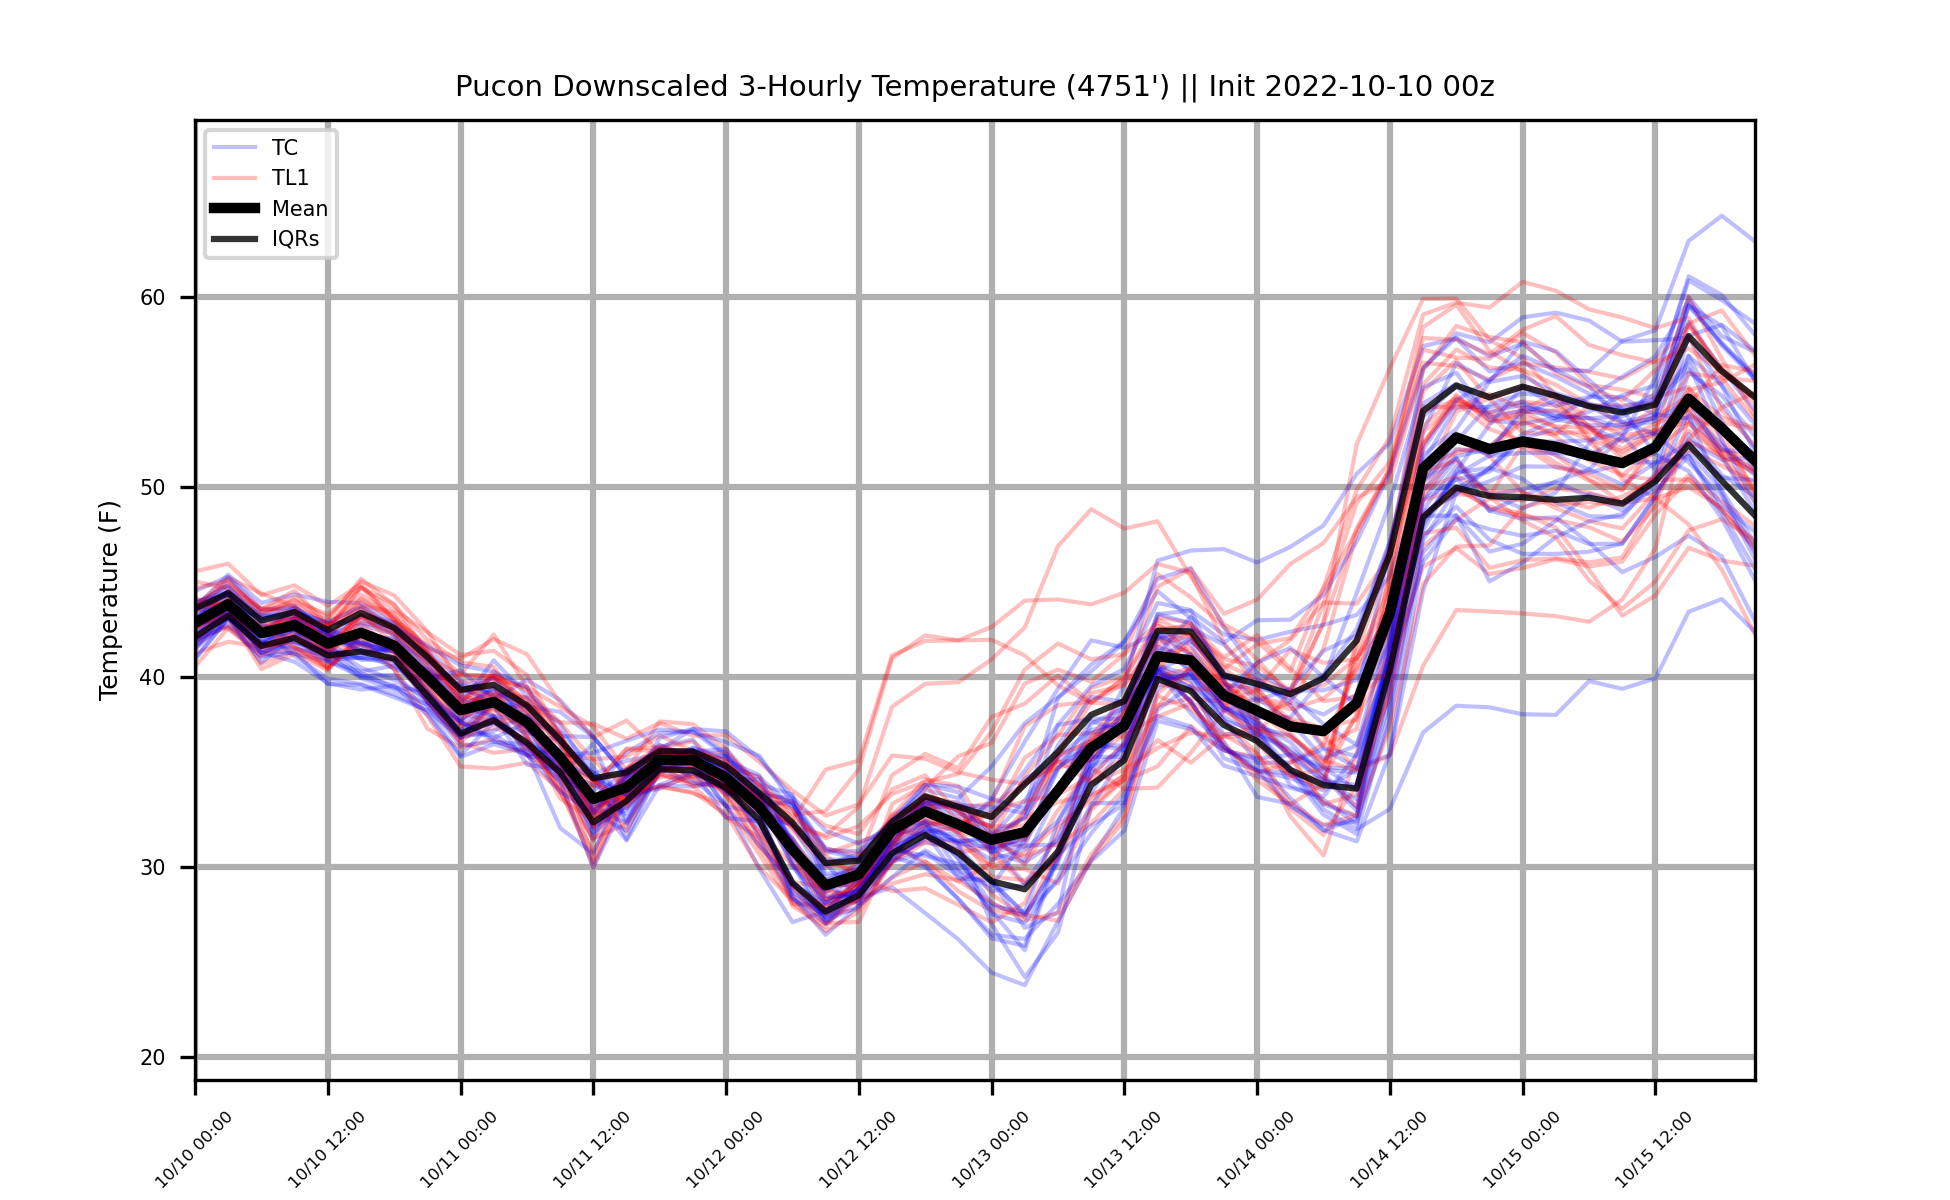 Pucon Downscaled 3-Hourly Temperature (4751') || Init 2022-10-10 00z
TC
TL1
Mean
IQRs
Temperature (F)
60
50
40
30
20
10/10 00:00
10/10 12:00
10/11 00:00
10/11 12:00
10/12 00:00
10/12 12:00
10/13 00:00
10/13 12:00
10/14 00:00
10/14 12:00
10/15 00:00
10/15 12:00